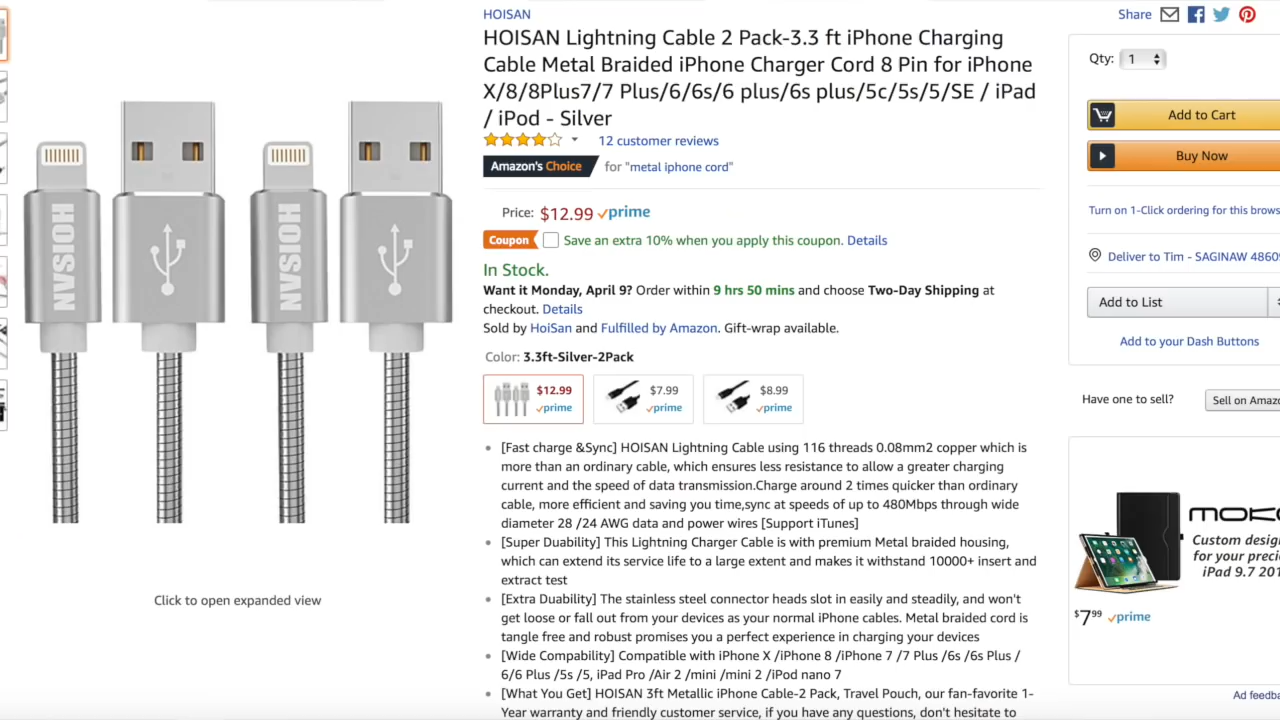 HOISAN
HOISAN Lightning Cable 2 Pack-3.3 ft iPhone Charging
Cable Metal Braided iPhone Charger Cord 8 Pin for iPhone
X/8/8Plus7/7 Plus/6/6s/6 plus/6s plus/5c/5s/5/SE / iPad
/ iPod - Silver
12 customer reviews
Amazon's Choice for "metal iphone cord"
Price: $12.99 prime
Coupon Save an extra 10% when you apply this coupon. Details
In Stock.
Want it Monday, April 9? Order within 9 hrs 50 mins and choose Two-Day Shipping at
checkout. Details
Sold by HoiSan and Fulfilled by Amazon. Gift-wrap available.
Color: 3.3ft-Silver-2Pack
$12.99 $7.99 $8.99
prime prime prime
[Fast charge &Sync] HOISAN Lightning Cable using 116 threads 0.08mm2 copper which is
more than an ordinary cable, which ensures less resistance to allow a greater charging
current and the speed of data transmission.Charge around 2 times quicker than ordinary
cable, more efficient and saving you time,sync at speeds of up to 480Mbps through wide
diameter 28 /24 AWG data and power wires [Support iTunes]
[Super Duability] This Lightning Charger Cable is with premium Metal braided housing,
which can extend its service life to a large extent and makes it withstand 10000+ insert and
extract test
[Extra Duability] The stainless steel connector heads slot in easily and steadily, and won't
get loose or fall out from your devices as your normal iPhone cables. Metal braided cord is
tangle free and robust promises you a perfect experience in charging your devices
[Wide Compability] Compatible with iPhone X /iPhone 8 /iPhone 7 /7 Plus /6s /6s Plus /
6/6 Plus /5s /5, iPad Pro /Air 2 /mini /mini 2 /iPod nano 7
[What You Get] HOISAN 3ft Metallic iPhone Cable-2 Pack, Travel Pouch, our fan-favorite 1-
Year warranty and friendly customer service, if you have any questions, don't hesitate to
HOISAN
HOISAN
Click to open expanded view
Share
Qty: 1
Add to Cart
Buy Now
Turn on 1-Click ordering for this brows
Deliver to Tim - SAGINAW 48609
Add to List
Add to your Dash Buttons
Have one to sell? Sell on Amazo
MOKO
Custom desig
for your preci
iPad 9.7 201
$7.99 prime
Ad feedba